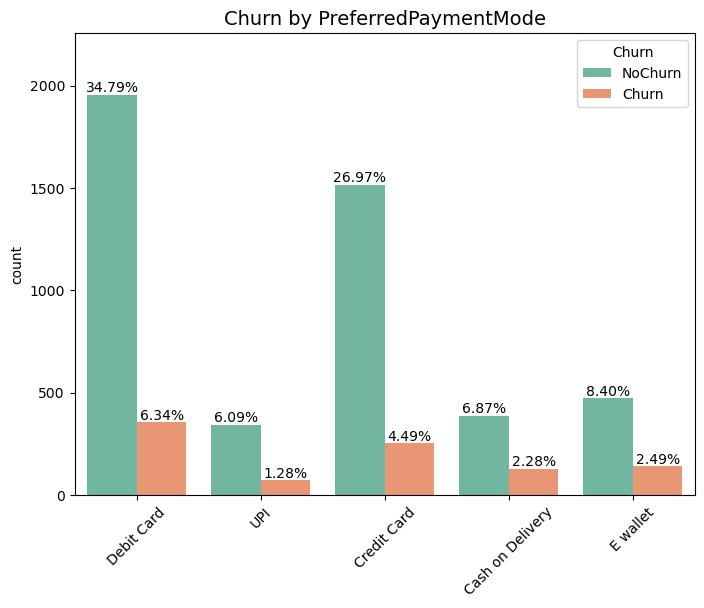 Churn by PreferredPaymentMode
Churn
NoChurn
Churn
count
2000
1500
1000
500
0
34.79%
6.34%
6.09%
1.28%
26.97%
4.49%
6.87%
2.28%
8.40%
2.49%
Debit Card
UPI
Credit Card
Cash on Delivery
E wallet